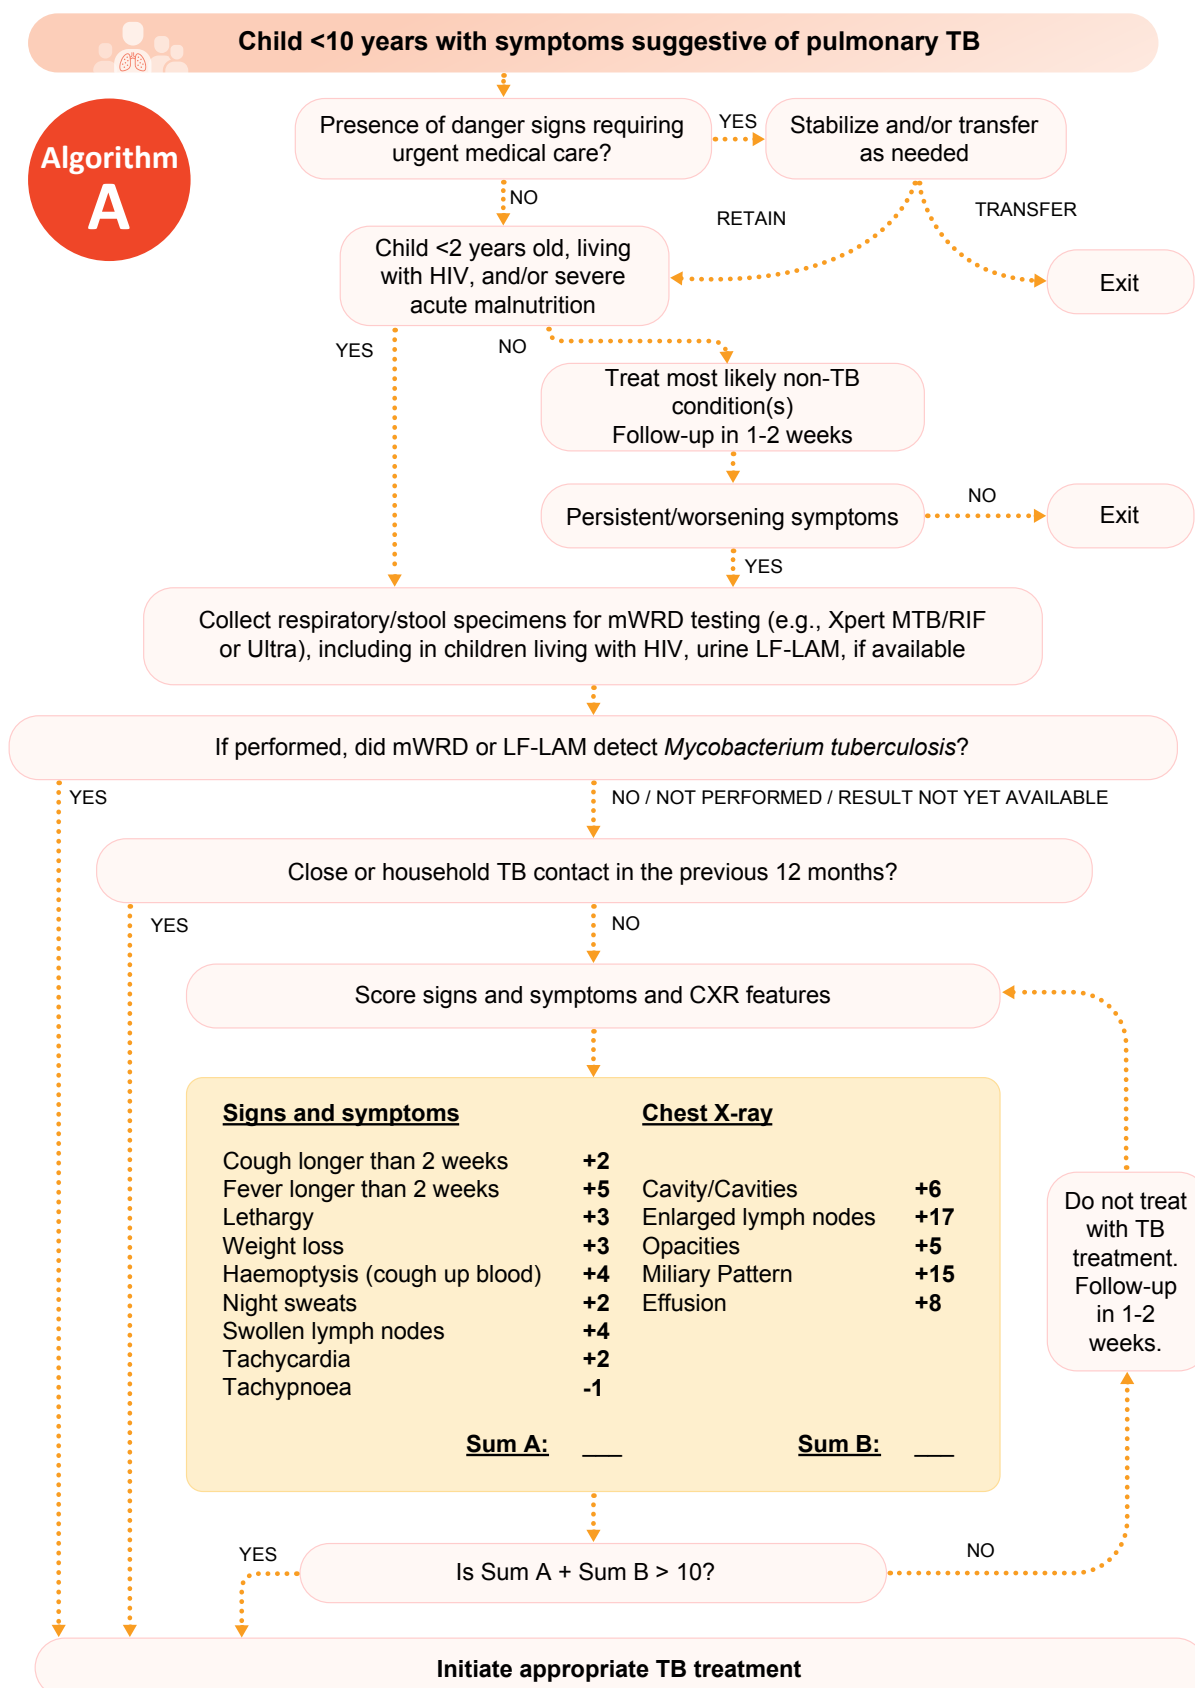 Child <10 years with symptoms suggestive of pulmonary TB
Algorithm
A
Presence of danger signs requiring
urgent medical care?
YES
Stabilize and/or transfer
as needed
NO
RETAIN
TRANSFER
Child <2 years old, living
with HIV, and/or severe
acute malnutrition
Exit
YES
NO
Treat most likely non-TB
condition(s)
Follow-up in 1-2 weeks
Persistent/worsening symptoms
NO
Exit
YES
Collect respiratory/stool specimens for mWRD testing (e.g., Xpert MTB/RIF
or Ultra), including in children living with HIV, urine LF-LAM, if available
If performed, did mWRD or LF-LAM detect Mycobacterium tuberculosis?
YES
NO / NOT PERFORMED / RESULT NOT YET AVAILABLE
Close or household TB contact in the previous 12 months?
YES
NO
Score signs and symptoms and CXR features
Signs and symptoms
Cough longer than 2 weeks +2
Fever longer than 2 weeks +5
Lethargy +3
Weight loss +3
Haemoptysis (cough up blood) +4
Night sweats +2
Swollen lymph nodes +4
Tachycardia +2
Tachypnoea -1
Sum A: ___
Chest X-ray
Cavity/Cavities +6
Enlarged lymph nodes +17
Opacities +5
Miliary Pattern +15
Effusion +8
Sum B: ___
Do not treat
with TB
treatment.
Follow-up
in 1-2
weeks.
Is Sum A + Sum B > 10?
YES
NO
Initiate appropriate TB treatment